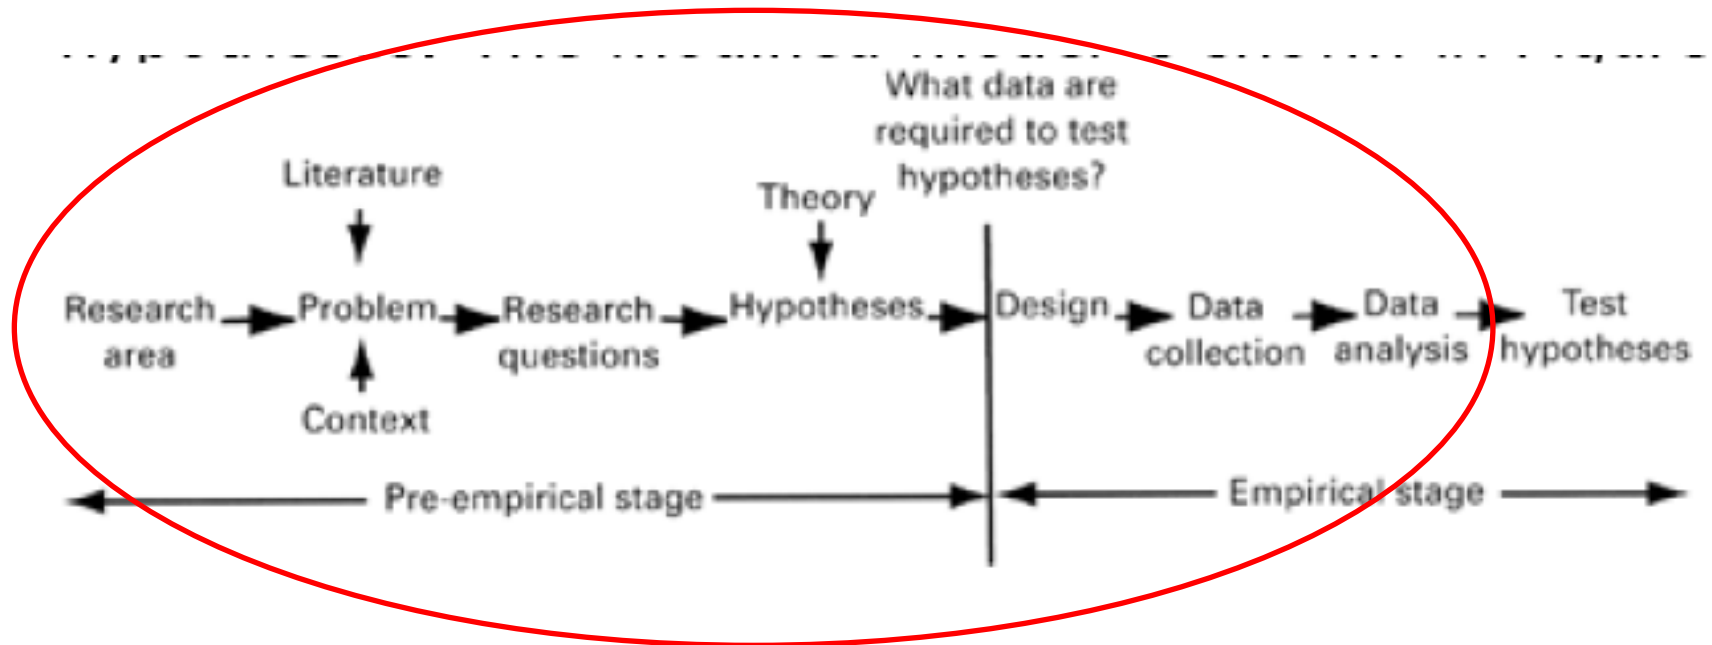 What data are
required to test
hypotheses?
Literature
Theory
Research area
Problem
Research questions
Hypotheses
Design
Data collection
Data analysis
Test hypotheses
Context
Pre-empirical stage
Empirical stage